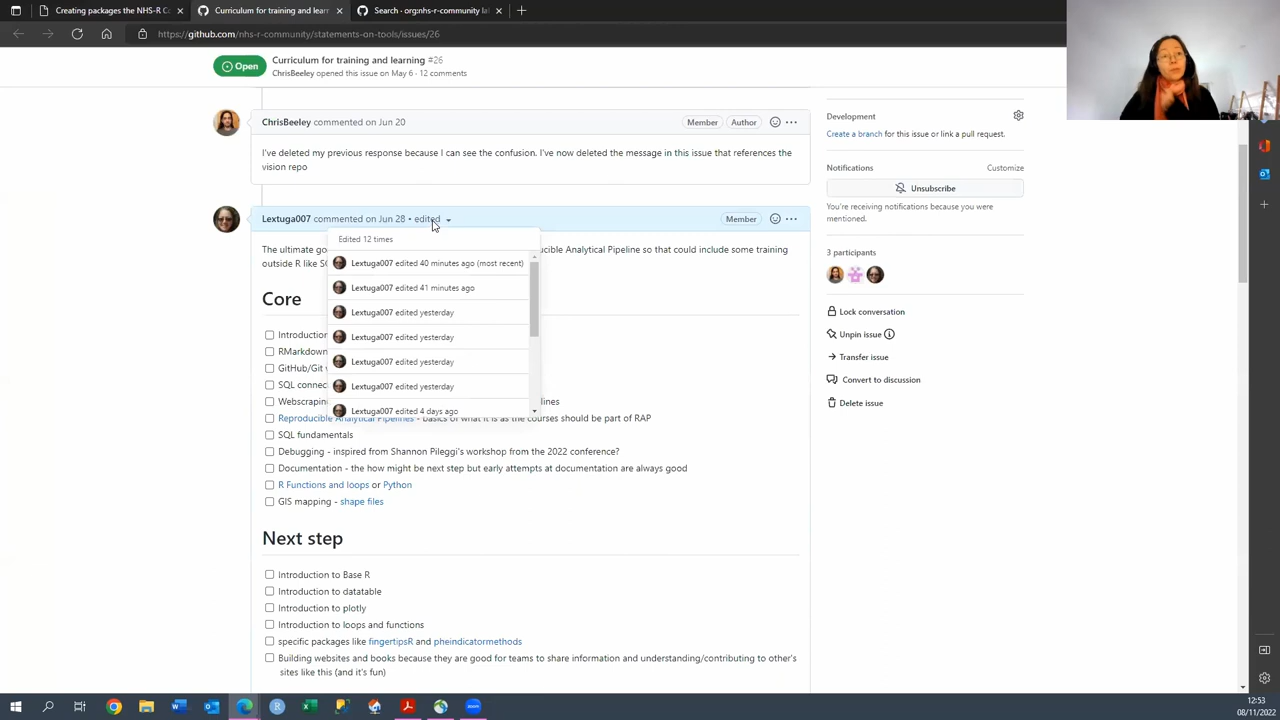 Creating packages the NHS-R Co
Curriculum for training and lear
Search · org:nhs-r-community la
https://github.com/nhs-r-community/statements-on-tools/issues/26
Open
Curriculum for training and learning #26
ChrisBeeley opened this issue on May 6 · 12 comments
ChrisBeeley commented on Jun 20
Member
Author
I've deleted my previous response because I can see the confusion. I've now deleted the message in this issue that references the
vision repo
Lextuga007 commented on Jun 28 • edited
Member
Edited 12 times
Lextuga007 edited 40 minutes ago (most recent)
Lextuga007 edited 41 minutes ago
Lextuga007 edited yesterday
Lextuga007 edited yesterday
Lextuga007 edited yesterday
Lextuga007 edited yesterday
Lextuga007 edited 4 days ago
The ultimate go
ducible Analytical Pipeline so that could include some training
outside R like S
Core
Introduction
RMarkdown
GitHub/Git
SQL connec
Webscraping
lines
Reproducible Analytical Pipelines - basics of what it is as the courses should be part of RAP
SQL fundamentals
Debugging - inspired from Shannon Pileggi's workshop from the 2022 conference?
Documentation - the how might be next step but early attempts at documentation are always good
R Functions and loops or Python
GIS mapping - shape files
Next step
Introduction to Base R
Introduction to datatable
Introduction to plotly
Introduction to loops and functions
specific packages like fingertipsR and pheindicatormethods
Building websites and books because they are good for teams to share information and understanding/contributing to other's
sites like this (and it's fun)
Development
Create a branch for this issue or link a pull request.
Notifications
Customize
Unsubscribe
You're receiving notifications because you were
mentioned.
3 participants
Lock conversation
Unpin issue
Transfer issue
Convert to discussion
Delete issue
12:53
08/11/2022